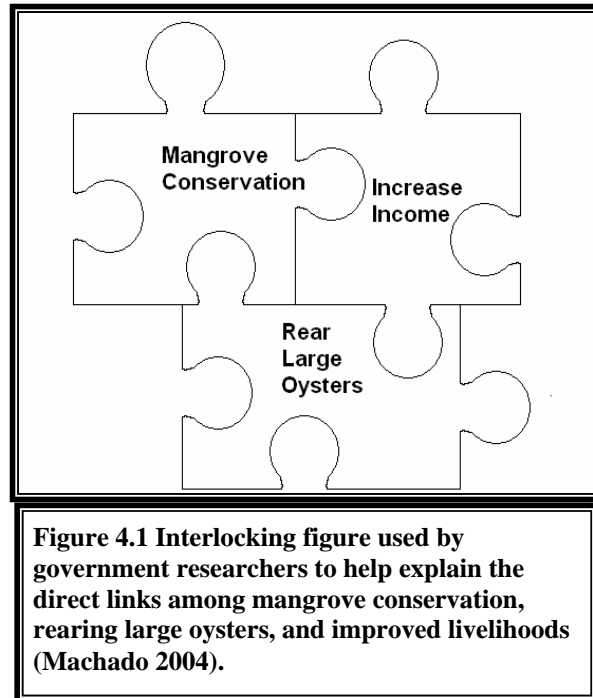 Mangrove
Conservation
Increase
Income
Rear
Large
Oysters
Figure 4.1 Interlocking figure used by
government researchers to help explain the
direct links among mangrove conservation,
rearing large oysters, and improved livelihoods
(Machado 2004).